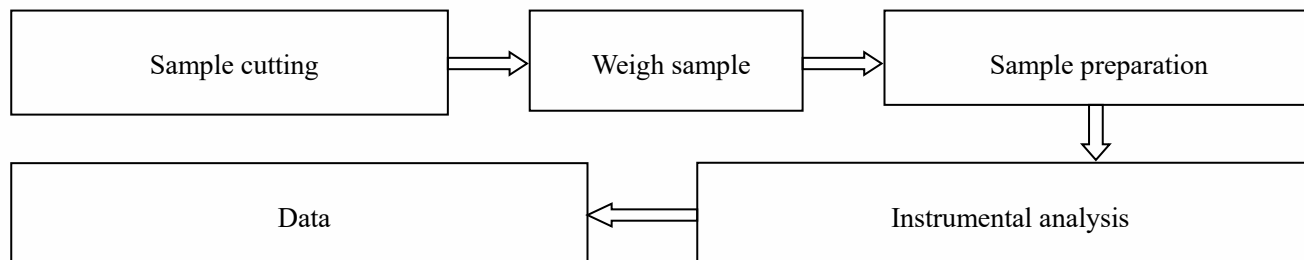 Sample cutting
Weigh sample
Sample preparation
Instrumental analysis
Data